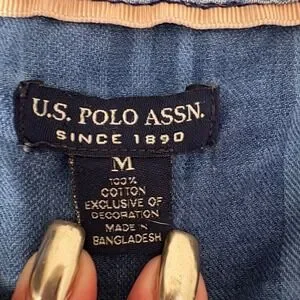 U.S. POLO ASSN.
SINCE 1890
M
100%
COTTON
EXCLUSIVE OF
DECORATION
MADE IN
BANGLADESH